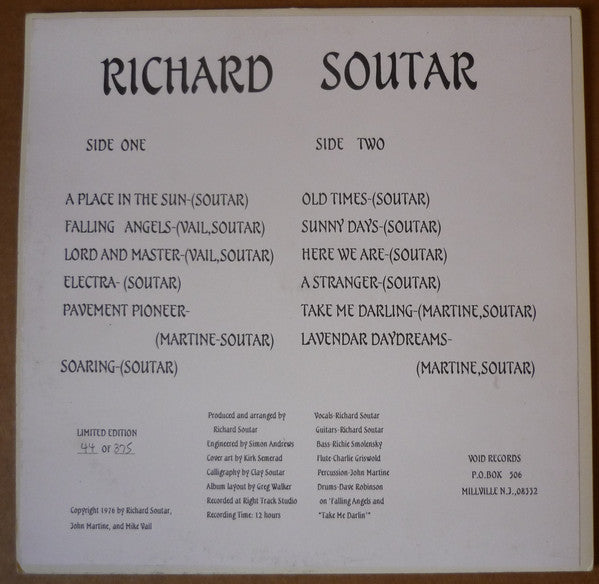 RICHARD SOUTAR
SIDE ONE
A PLACE IN THE SUN-(SOUTAR)
FALLING ANGELS-(VAIL,SOUTAR)
LORD AND MASTER-(VAIL,SOUTAR)
ELECTRA- (SOUTAR)
PAVEMENT PIONEER-
(MARTINE-SOUTAR)
SOARING-(SOUTAR)
SIDE TWO
OLD TIMES-(SOUTAR)
SUNNY DAYS-(SOUTAR)
HERE WE ARE-(SOUTAR)
A STRANGER-(SOUTAR)
TAKE ME DARLING-(MARTINE,SOUTAR)
LAVENDAR DAYDREAMS-
(MARTINE,SOUTAR)
LIMITED EDITION
44 OF 375
Copyright 1976 by Richard Soutar,
John Martine, and Mike Vail
Produced and arranged by
Richard Soutar
Engineered by Simon Andrews
Cover art by Kirk Semerad
Calligraphy by Clay Soutar
Album layout by Greg Walker
Recorded at Right Track Studio
Recording Time: 12 hours
Vocals-Richard Soutar
Guitars-Richard Soutar
Bass-Richie Smolensky
Flute-Charlie Griswold
Percussion-John Martine
Drums-Dave Robinson
on 'Falling Angels and
"Take Me Darlin'"
VOID RECORDS
P.O.BOX 506
MILLVILLE N.J.,08332